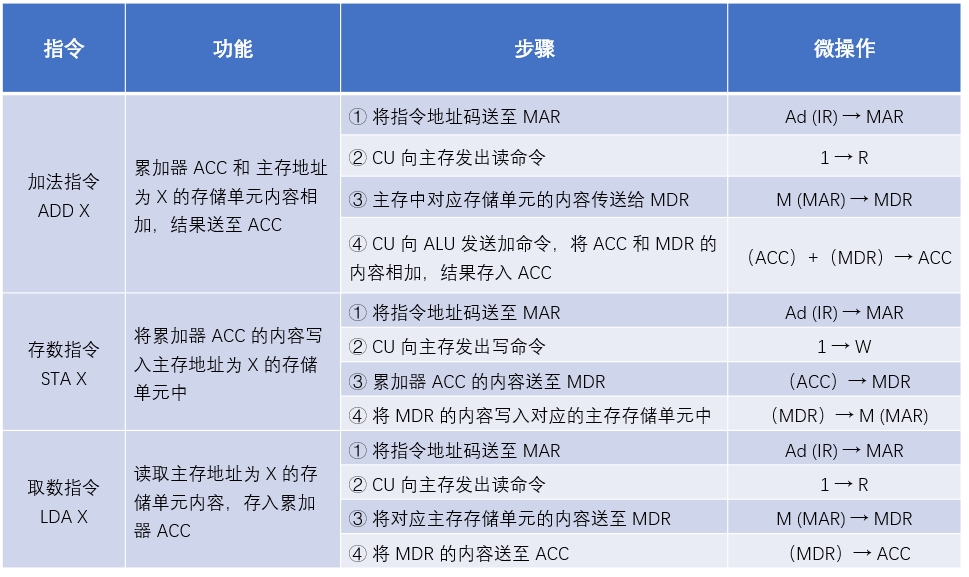 指令 功能 步骤 微操作
加法指令
ADD X
累加器 ACC 和 主存地址
为 X 的存储单元内容相
加，结果送至 ACC
① 将指令地址码送至 MAR
Ad (IR) → MAR
② CU 向主存发出读命令
1 → R
③ 主存中对应存储单元的内容传送给 MDR
M (MAR) → MDR
④ CU 向 ALU 发送加命令，将 ACC 和 MDR 的
内容相加，结果存入 ACC
（ACC）+（MDR）→ ACC
存数指令
STA X
将累加器 ACC 的内容写
入主存地址为 X 的存储
单元中
① 将指令地址码送至 MAR
Ad (IR) → MAR
② CU 向主存发出写命令
1 → W
③ 累加器 ACC 的内容送至 MDR
（ACC）→ MDR
④ 将 MDR 的内容写入对应的主存存储单元中
（MDR）→ M (MAR)
取数指令
LDA X
读取主存地址为 X 的存
储单元内容，存入累加
器 ACC
① 将指令地址码送至 MAR
Ad (IR) → MAR
② CU 向主存发出读命令
1 → R
③ 将对应主存存储单元的内容送至 MDR
M (MAR) → MDR
④ 将 MDR 的内容送至 ACC
（MDR）→ ACC